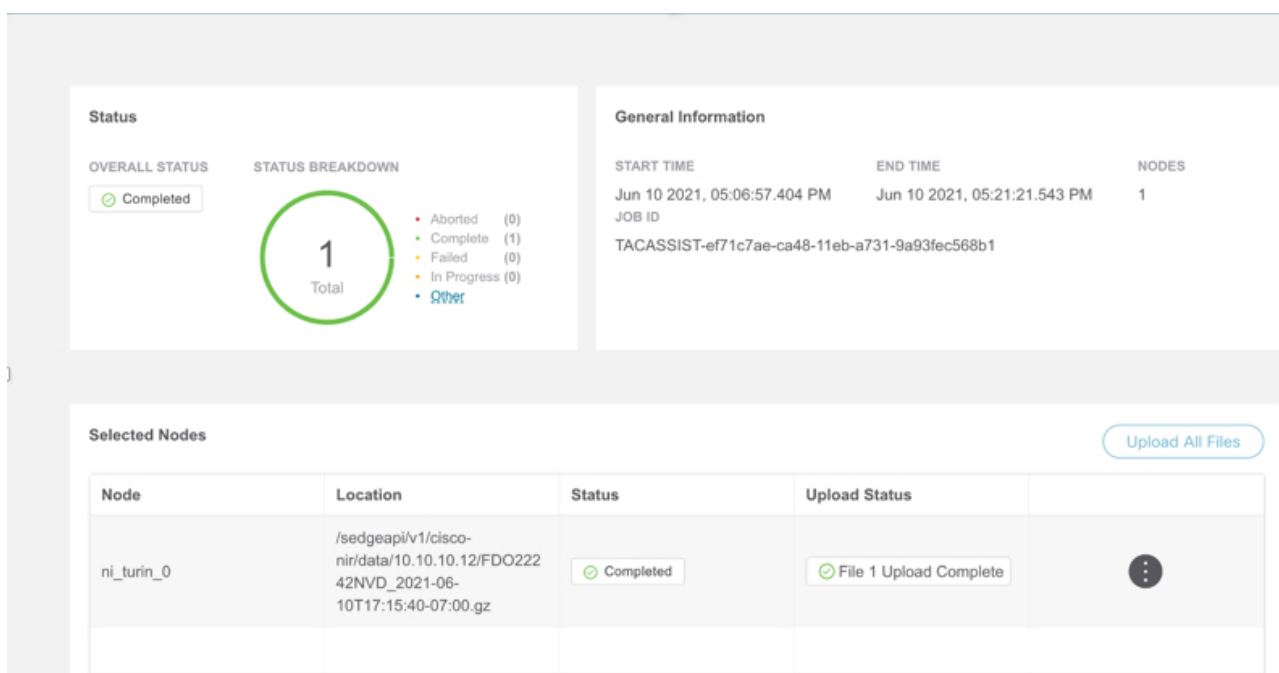 Status
OVERALL STATUS
Completed
STATUS BREAKDOWN
1
Total
Aborted (0)
Complete (1)
Failed (0)
In Progress (0)
Other
General Information
START TIME
Jun 10 2021, 05:06:57.404 PM
END TIME
Jun 10 2021, 05:21:21.543 PM
NODES
1
JOB ID
TACASSIST-ef71c7ae-ca48-11eb-a731-9a93fec568b1
Selected Nodes
Upload All Files
Node Location Status Upload Status
ni_turin_0
/sedgeapi/v1/cisco-
nir/data/10.10.10.12/FDO222
42NVD_2021-06-
10T17:15:40-07:00.gz
Completed
File 1 Upload Complete